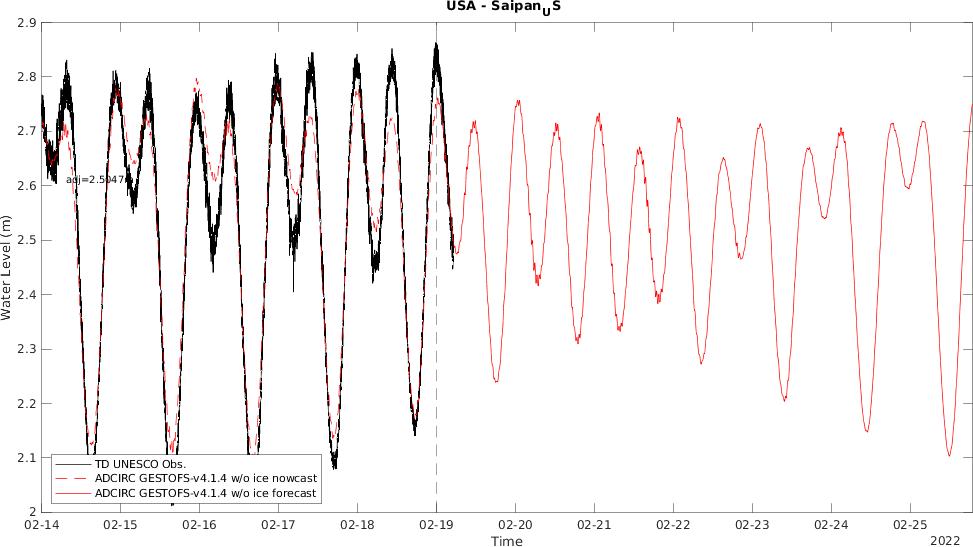 USA - SaipanUS
2.9
2.8
2.7
2.6
2.5
2.4
2.3
2.2
2.1
2
Water Level (m)
adj=2.5047
TD UNESCO Obs.
ADCIRC GESTOFS-v4.1.4 w/o ice nowcast
ADCIRC GESTOFS-v4.1.4 w/o ice forecast
02-14 02-15 02-16 02-17 02-18 02-19 02-20 02-21 02-22 02-23 02-24 02-25
Time
2022